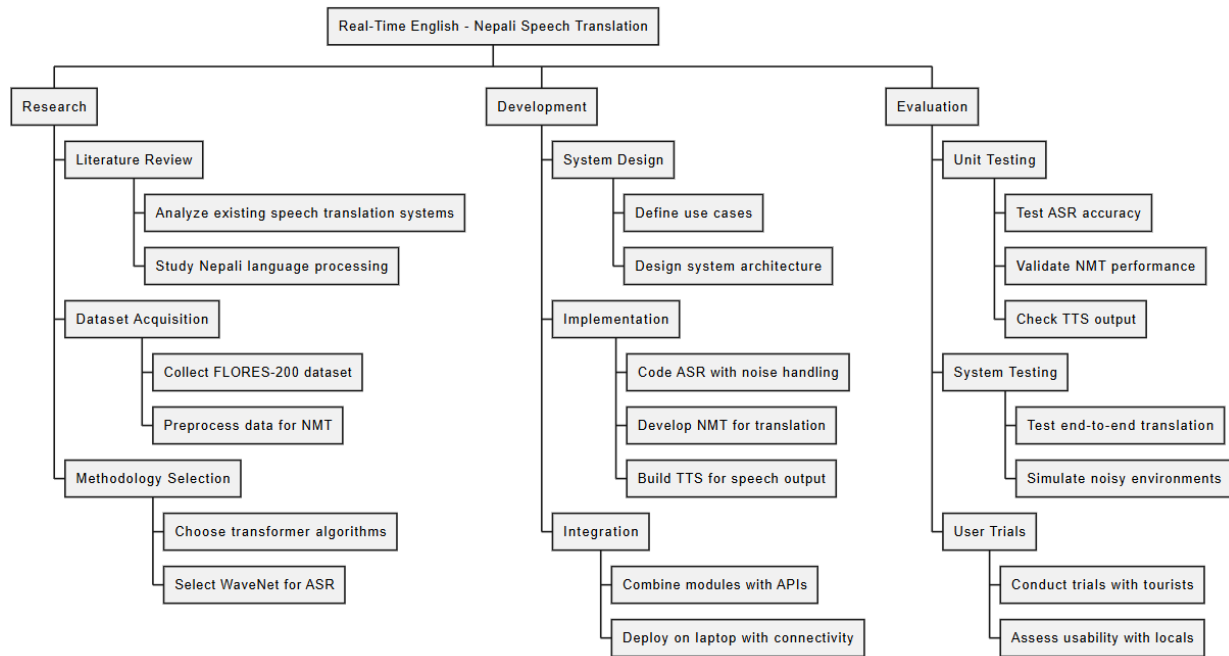 Real-Time English - Nepali Speech Translation
Research
Literature Review
Analyze existing speech translation systems
Study Nepali language processing
Dataset Acquisition
Collect FLORES-200 dataset
Preprocess data for NMT
Methodology Selection
Choose transformer algorithms
Select WaveNet for ASR
Development
System Design
Define use cases
Design system architecture
Implementation
Code ASR with noise handling
Develop NMT for translation
Build TTS for speech output
Integration
Combine modules with APIs
Deploy on laptop with connectivity
Evaluation
Unit Testing
Test ASR accuracy
Validate NMT performance
Check TTS output
System Testing
Test end-to-end translation
Simulate noisy environments
User Trials
Conduct trials with tourists
Assess usability with locals